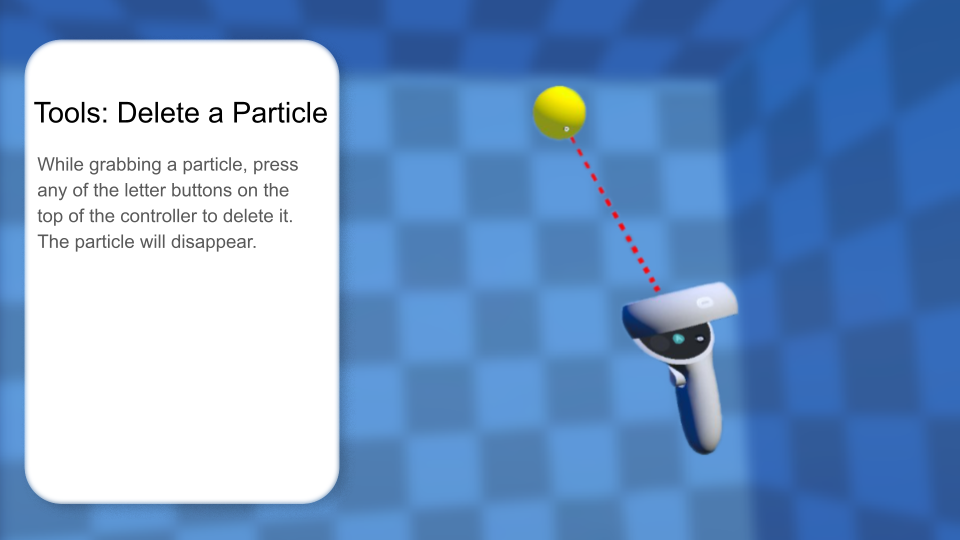 Tools: Delete a Particle
While grabbing a particle, press
any of the letter buttons on the
top of the controller to delete it.
The particle will disappear.